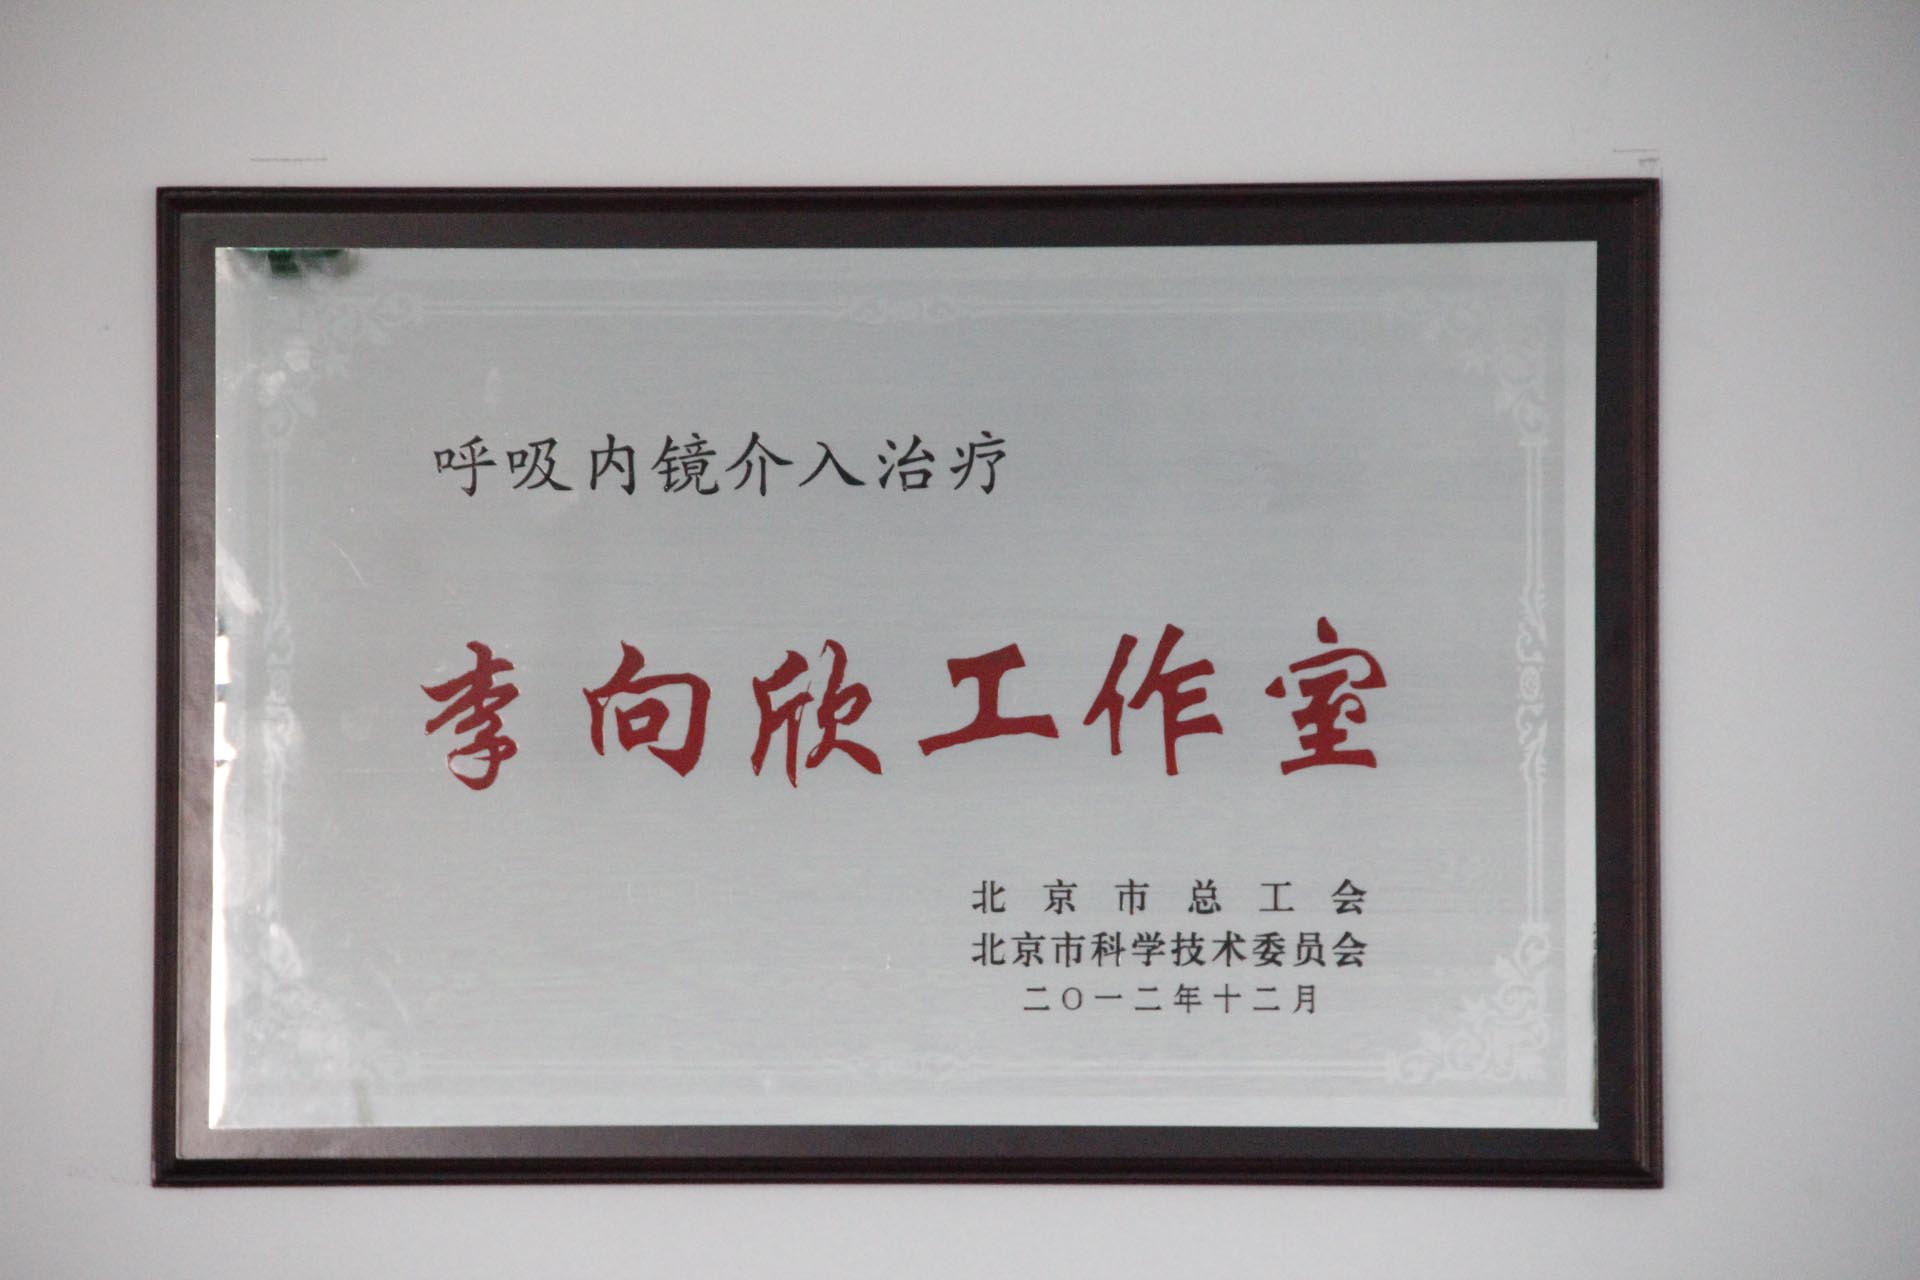 呼吸内镜介入治疗
李向欣工作室
北京市总工会
北京市科学技术委员会
二〇一二年十二月